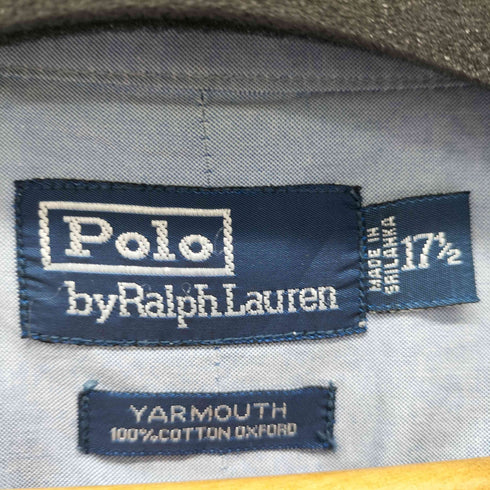 Polo
by Ralph Lauren
MADE IN
SRI LANKA
17½
YARMOUTH
100% COTTON OXFORD